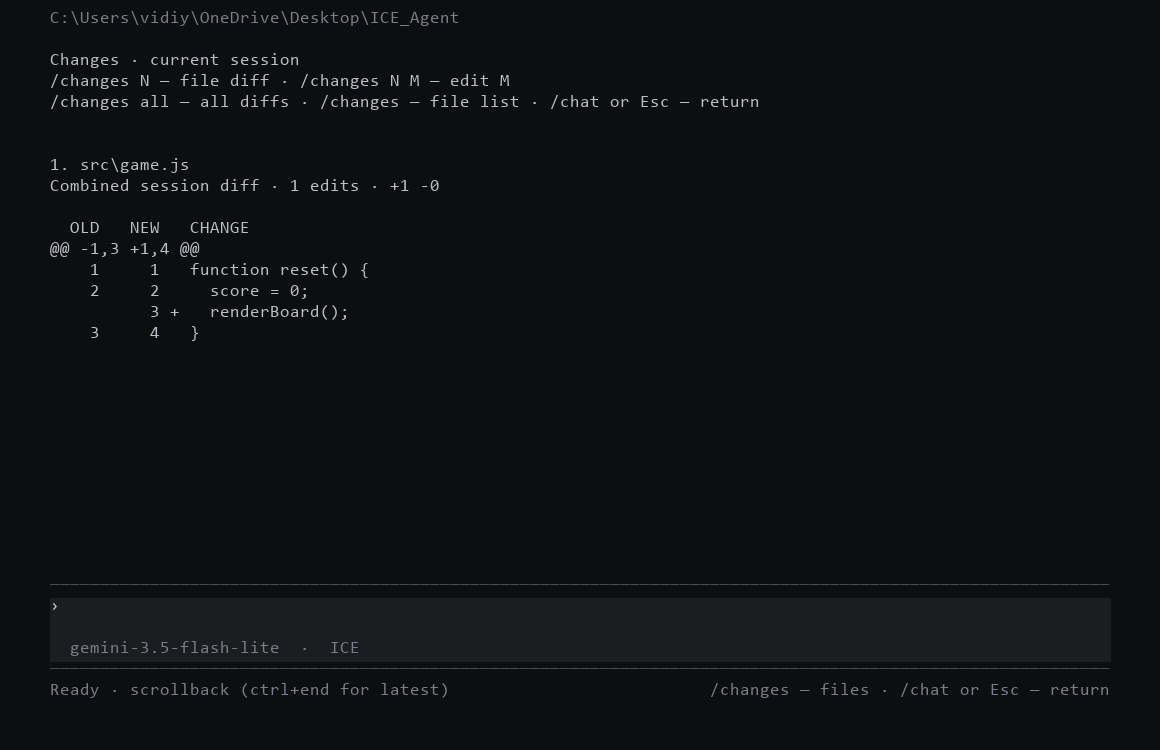 C:\Users\vidiy\OneDrive\Desktop\ICE_Agent
Changes · current session
/changes N — file diff · /changes N M — edit M
/changes all — all diffs · /changes — file list · /chat or Esc — return
1. src\game.js
Combined session diff · 1 edits · +1 -0
  OLD   NEW   CHANGE
@@ -1,3 +1,4 @@
    1     1   function reset() {
    2     2     score = 0;
          3 +   renderBoard();
    3     4   }
›
  gemini-3.5-flash-lite  ·  ICE
Ready · scrollback (ctrl+end for latest)                          /changes — files · /chat or Esc — return